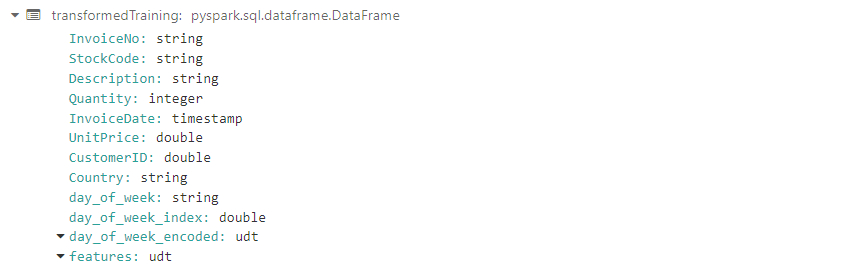 transformedTraining: pyspark.sql.dataframe.DataFrame
InvoiceNo: string
StockCode: string
Description: string
Quantity: integer
InvoiceDate: timestamp
UnitPrice: double
CustomerID: double
Country: string
day_of_week: string
day_of_week_index: double
day_of_week_encoded: udt
features: udt